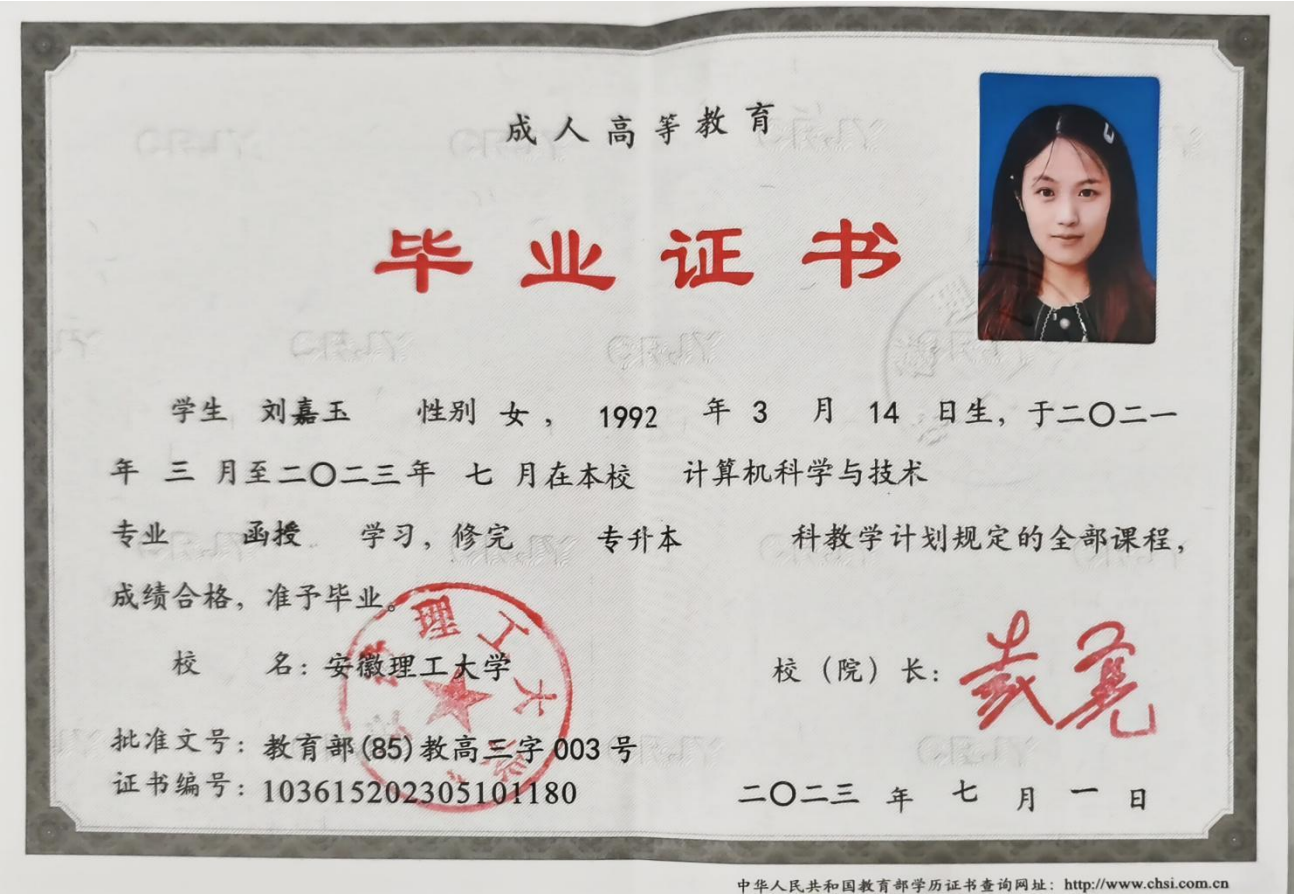 成人高等教育
毕业证书
学生 刘嘉玉 性别 女， 1992 年 3 月 14 日生，于二〇二一
年 三 月至二〇二三年 七 月在本校 计算机科学与技术
专业 函授 学习，修完 专升本 科教学计划规定的全部课程，
成绩合格，准予毕业。
校 名：安徽理工大学
校（院）长：
批准文号：教育部(85)教高三字003号
证书编号：103615202305101180
二〇二三 年 七 月 一 日
中华人民共和国教育部学历证书查询网址：http://www.chsi.com.cn